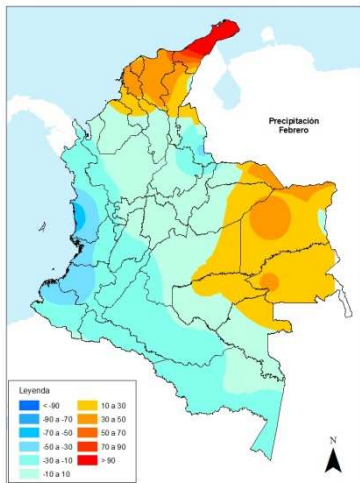 Precipitación
Febrero
Leyenda
< -90
-90 a -70
-70 a -50
-50 a -30
-30 a -10
-10 a 10
10 a 30
30 a 50
50 a 70
70 a 90
> 90
N